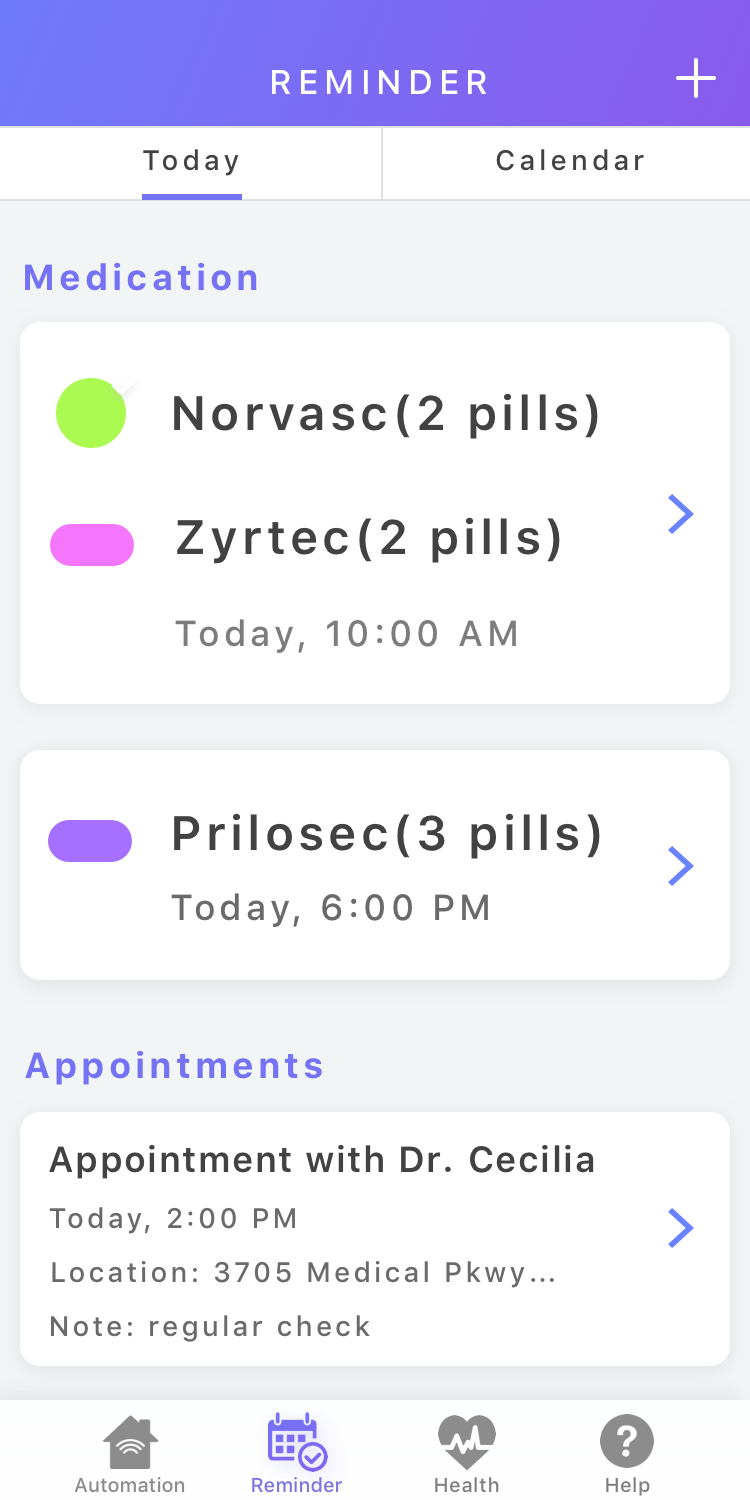 REMINDER
Today
Calendar
Medication
Norvasc(2 pills)
Zyrtec(2 pills)
Today, 10:00 AM
Prilosec(3 pills)
Today, 6:00 PM
Appointments
Appointment with Dr. Cecilia
Today, 2:00 PM
Location: 3705 Medical Pkwy...
Note: regular check
Automation
Reminder
Health
Help